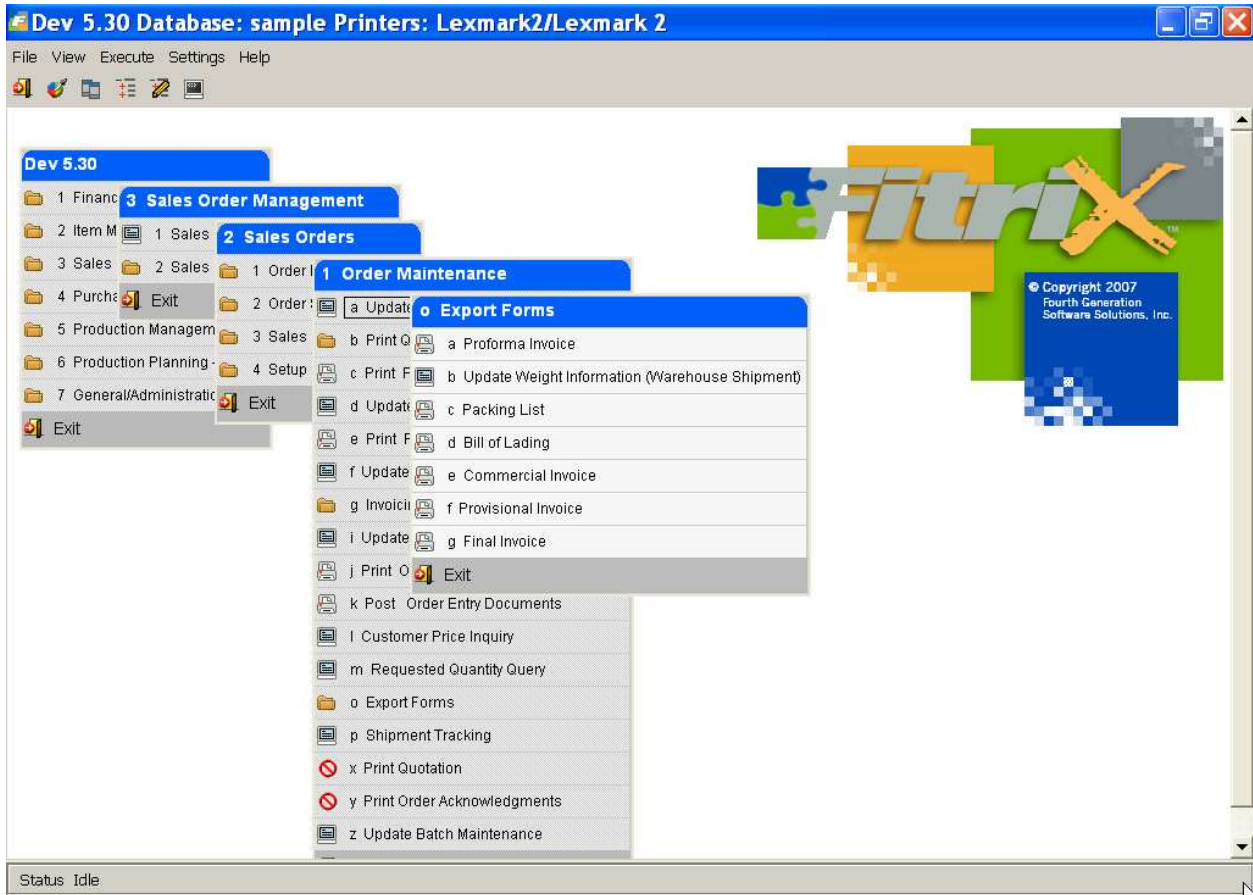 Dev 5.30 Database: sample Printers: Lexmark2/Lexmark 2
File View Execute Settings Help
Fitrix
TM
© Copyright 2007
Fourth Generation
Software Solutions, Inc.
Dev 5.30
1 Financ
2 Item M
3 Sales
4 Purcha
5 Production Managem
6 Production Planning -
7 General/Administratic
Exit
3 Sales Order Management
1 Sales
2 Sales
Exit
2 Sales Orders
1 Order I
2 Order
3 Sales
4 Setup
Exit
1 Order Maintenance
a Update
b Print Q
c Print F
d Update
e Print F
f Update
g Invoicin
i Update
j Print O
k Post Order Entry Documents
l Customer Price Inquiry
m Requested Quantity Query
o Export Forms
p Shipment Tracking
x Print Quotation
y Print Order Acknowledgments
z Update Batch Maintenance
o Export Forms
a Proforma Invoice
b Update Weight Information (Warehouse Shipment)
c Packing List
d Bill of Lading
e Commercial Invoice
f Provisional Invoice
g Final Invoice
Exit
Status Idle